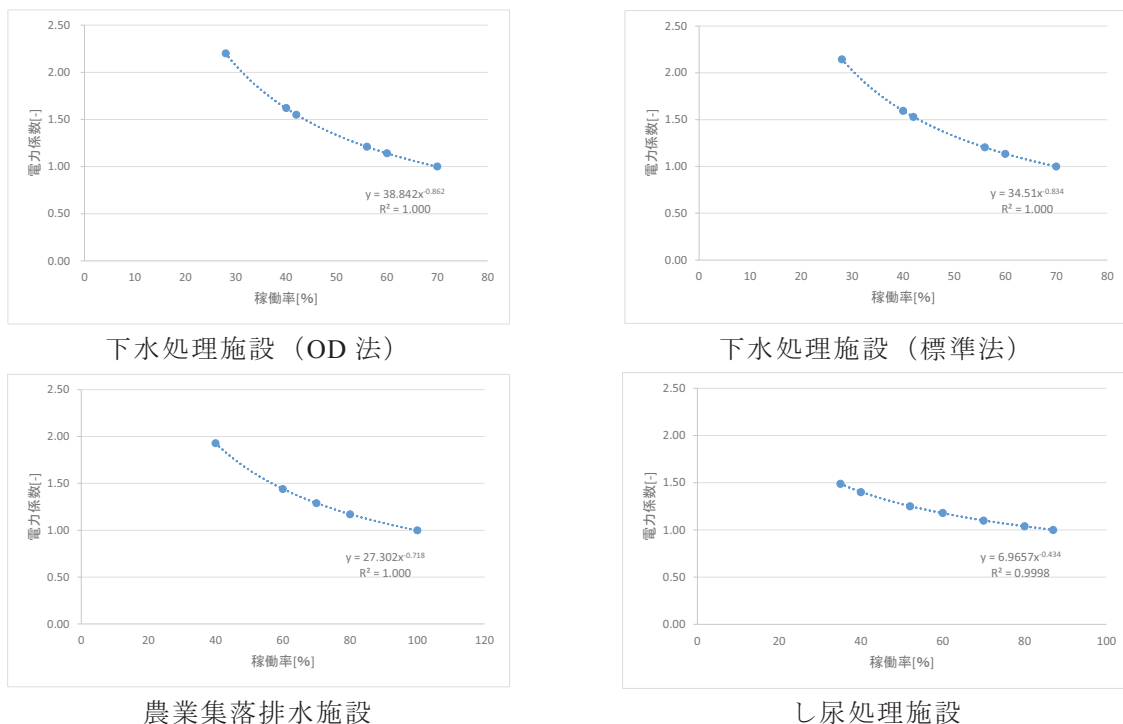 2.50
2.00
1.50
1.00
0.50
0.00
電力係数[-]
y = 38.842x^-0.862
R² = 1.000
0 10 20 30 40 50 60 70 80
稼働率[%]
下水処理施設（OD 法）
2.50
2.00
1.50
1.00
0.50
0.00
電力係数[-]
y = 34.51x^-0.834
R² = 1.000
0 10 20 30 40 50 60 70 80
稼働率[%]
下水処理施設（標準法）
2.50
2.00
1.50
1.00
0.50
0.00
電力係数[-]
y = 27.302x^-0.718
R² = 1.000
0 20 40 60 80 100 120
稼働率[%]
農業集落排水施設
2.50
2.00
1.50
1.00
0.50
0.00
電力係数[-]
y = 6.9657x^-0.434
R² = 0.9998
0 20 40 60 80 100
稼働率[%]
し尿処理施設